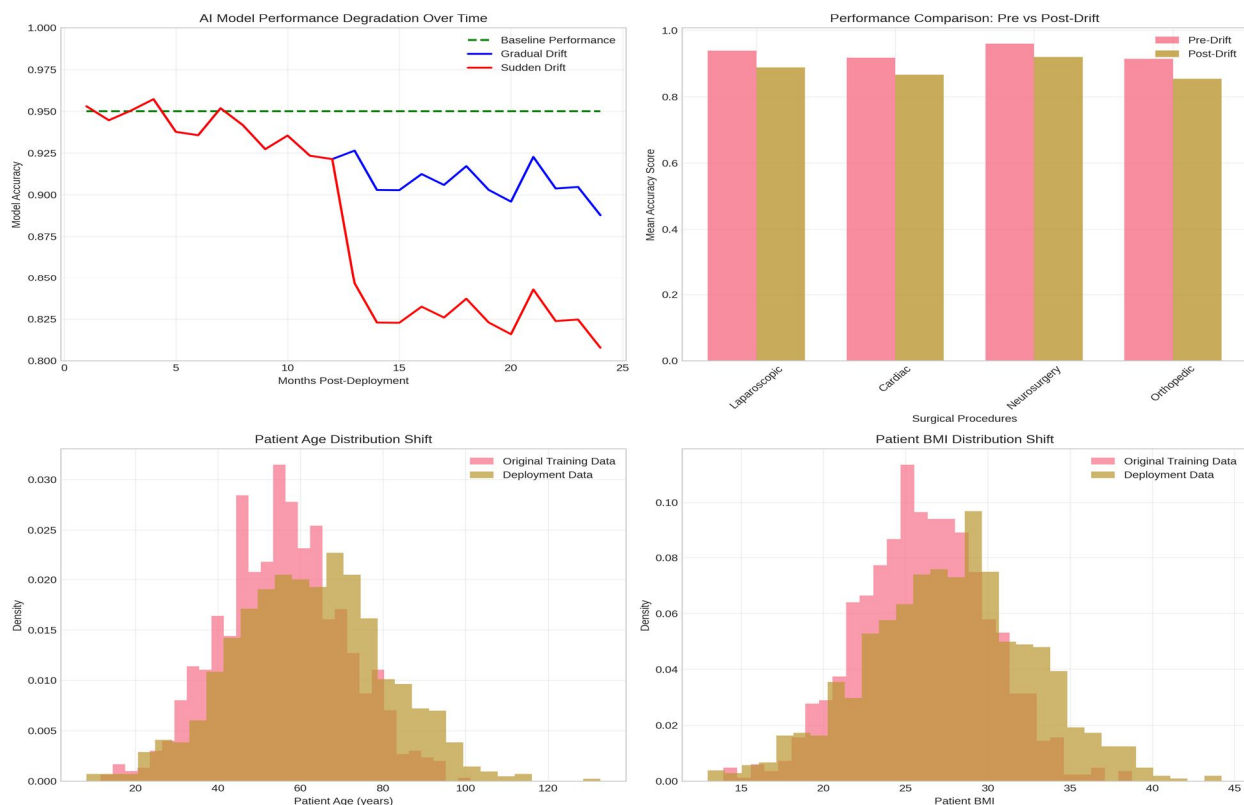 AI Model Performance Degradation Over Time
Baseline Performance
Gradual Drift
Sudden Drift
1.000
0.975
0.950
0.925
0.900
0.875
0.850
0.825
0.800
Model Accuracy
0 5 10 15 20 25
Months Post-Deployment
Performance Comparison: Pre vs Post-Drift
Pre-Drift
Post-Drift
1.0
0.8
0.6
0.4
0.2
0.0
Mean Accuracy Score
Laparoscopic
Cardiac
Neurosurgery
Orthopedic
Surgical Procedures
Patient Age Distribution Shift
Original Training Data
Deployment Data
0.030
0.025
0.020
0.015
0.010
0.005
0.000
Density
20 40 60 80 100 120
Patient Age (years)
Patient BMI Distribution Shift
Original Training Data
Deployment Data
0.10
0.08
0.06
0.04
0.02
0.00
Density
15 20 25 30 35 40 45
Patient BMI